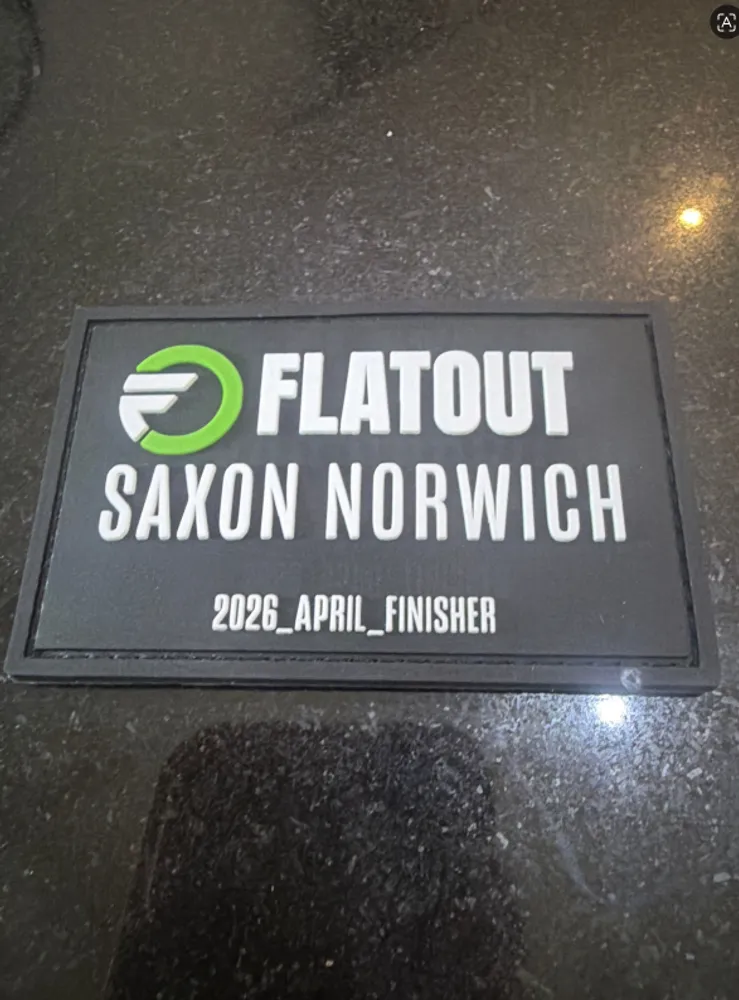 FLATOUT
SAXON NORWICH
2026_APRIL_FINISHER